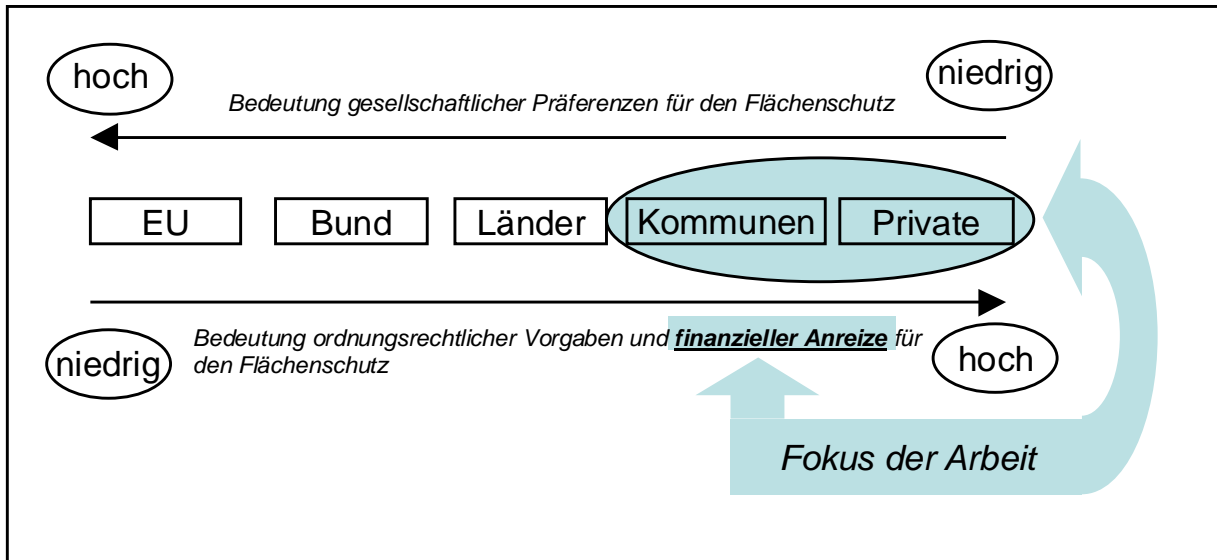 hoch
niedrig
Bedeutung gesellschaftlicher Präferenzen für den Flächenschutz
EU
Bund
Länder
Kommunen
Private
Bedeutung ordnungsrechtlicher Vorgaben und finanzieller Anreize für
den Flächenschutz
niedrig
hoch
Fokus der Arbeit